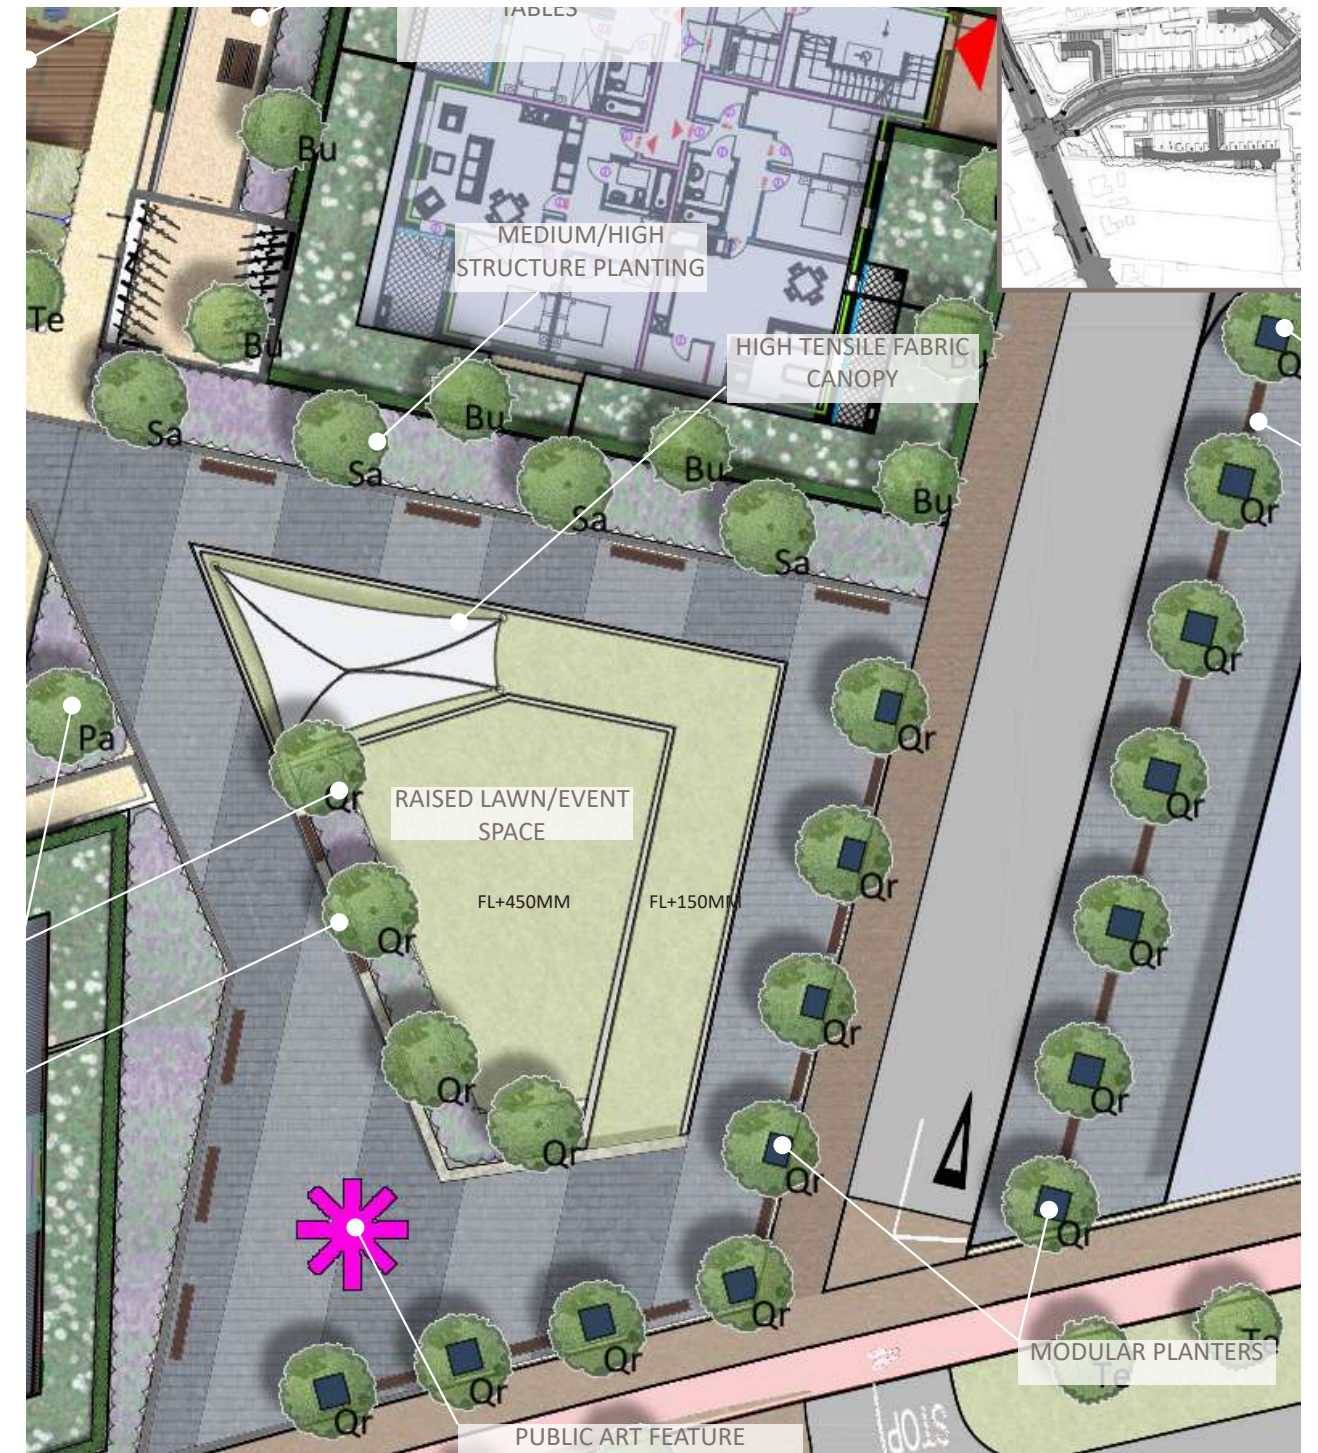 TABLES
Bu
MEDIUM/HIGH
STRUCTURE PLANTING
Te
Bu
HIGH TENSILE FABRIC
CANOPY
Bu
Sa
Bu
Sa
Bu
Bu
Sa
Sa
Qr
Qr
Qr
Pa
Qr
Qr
RAISED LAWN/EVENT
SPACE
Qr
Qr
FL+450MM
FL+150MM
Qr
Qr
Qr
Qr
Qr
Qr
Qr
Qr
Qr
MODULAR PLANTERS
Ta
Te
Qr
Qr
Qr
STOP
PUBLIC ART FEATURE